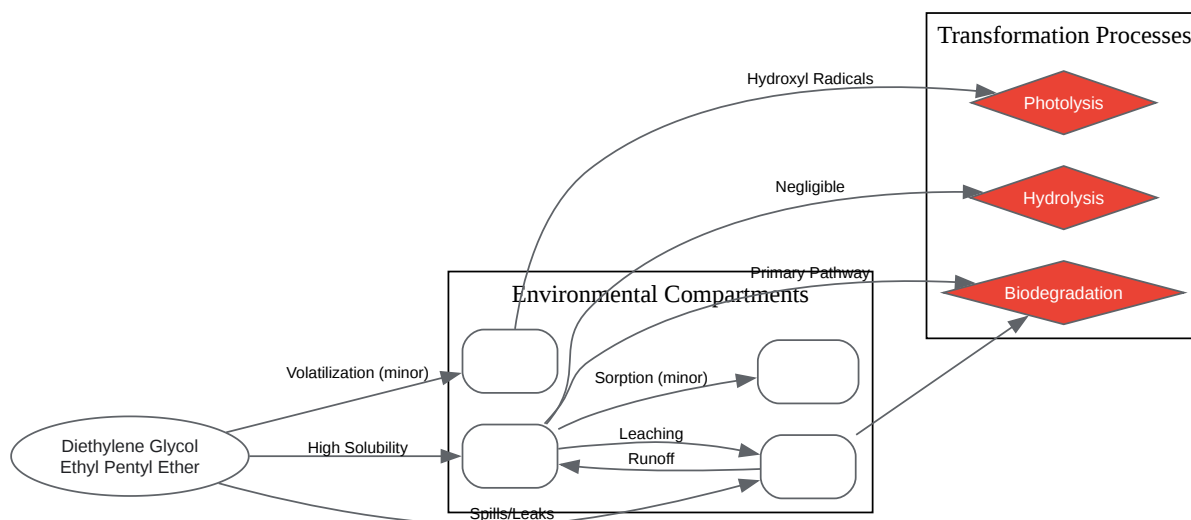 Transformation Processes
Hydroxyl Radicals
Photolysis
Negligible
Hydrolysis
Primary Pathway
Biodegradation
Environmental Compartments
Volatilization (minor)
Sorption (minor)
Diethylene Glycol
Ethyl Pentyl Ether
High Solubility
Leaching
Runoff
Spills/Leaks